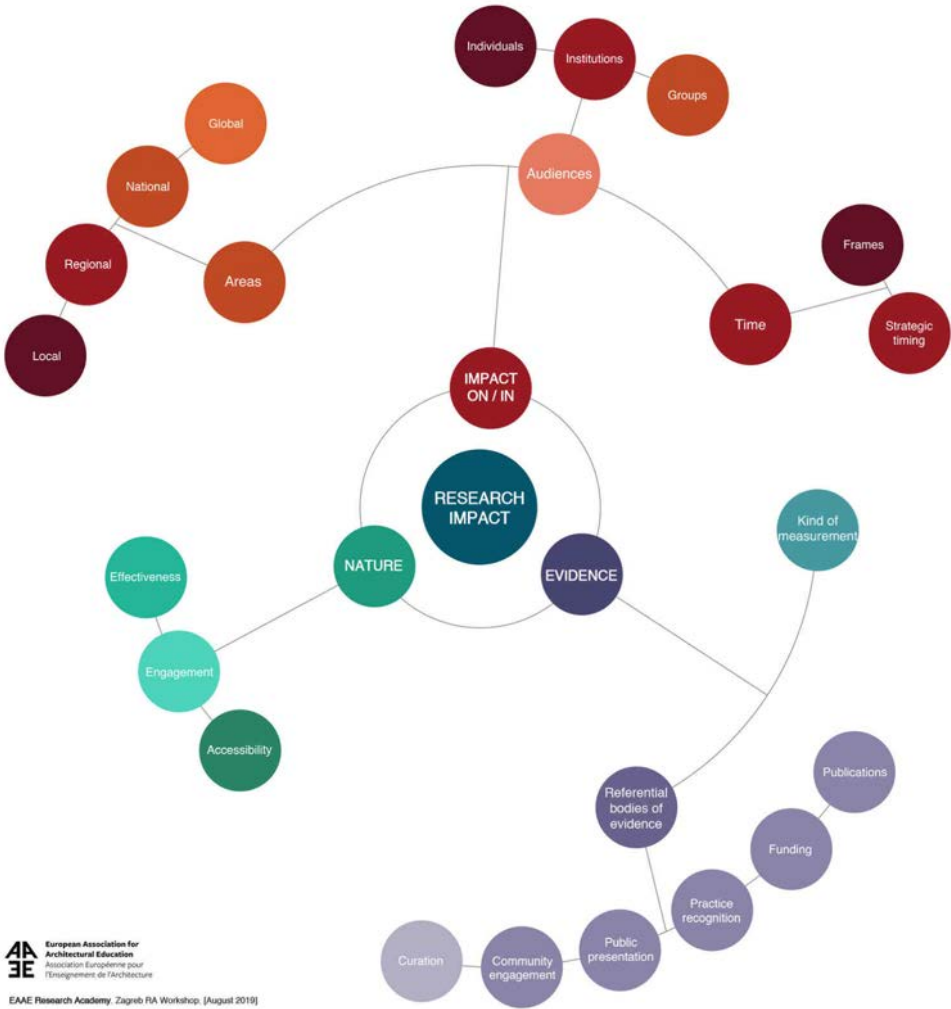 Individuals
Institutions
Groups
Global
National
Audiences
Regional
Areas
Frames
Local
Time
Strategic
timing
IMPACT
ON / IN
RESEARCH
IMPACT
Kind of
measurement
NATURE
EVIDENCE
Effectiveness
Engagement
Accessibility
Referential
bodies of
evidence
Publications
Funding
Practice
recognition
Public
presentation
Community
engagement
Curation
European Association for
Architectural Education
Association Européenne pour
l'Enseignement de l'Architecture
EAAE Research Academy. Zagreb RA Workshop. [August 2019]